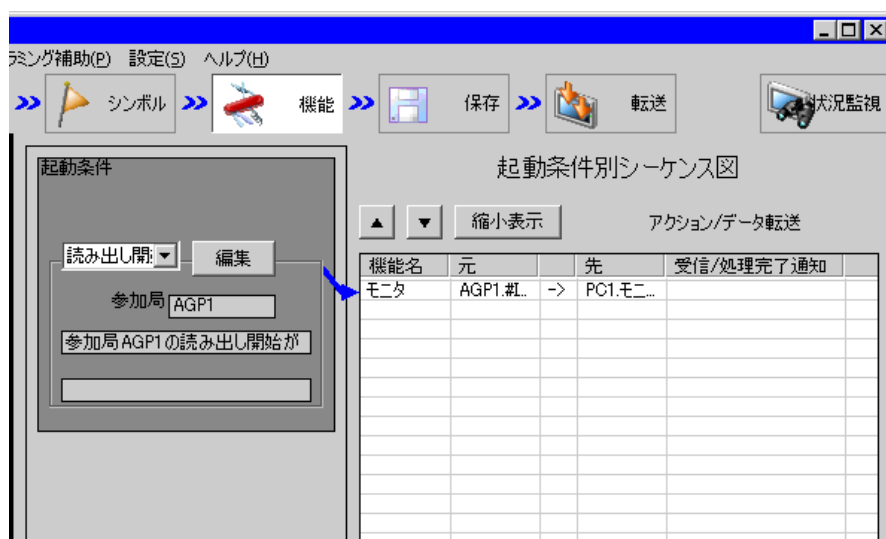 ラミング補助(P) 設定(S) ヘルプ(H)
シンボル 機能 保存 転送 状況監視
起動条件
起動条件別シーケンス図
▲ ▼ 縮小表示 アクション/データ転送
読み出し開 編集
機能名 元 先 受信/処理完了通知
モニタ AGP1.#I... -> PC1.モニ...
参加局 AGP1
参加局AGP1の読み出し開始が